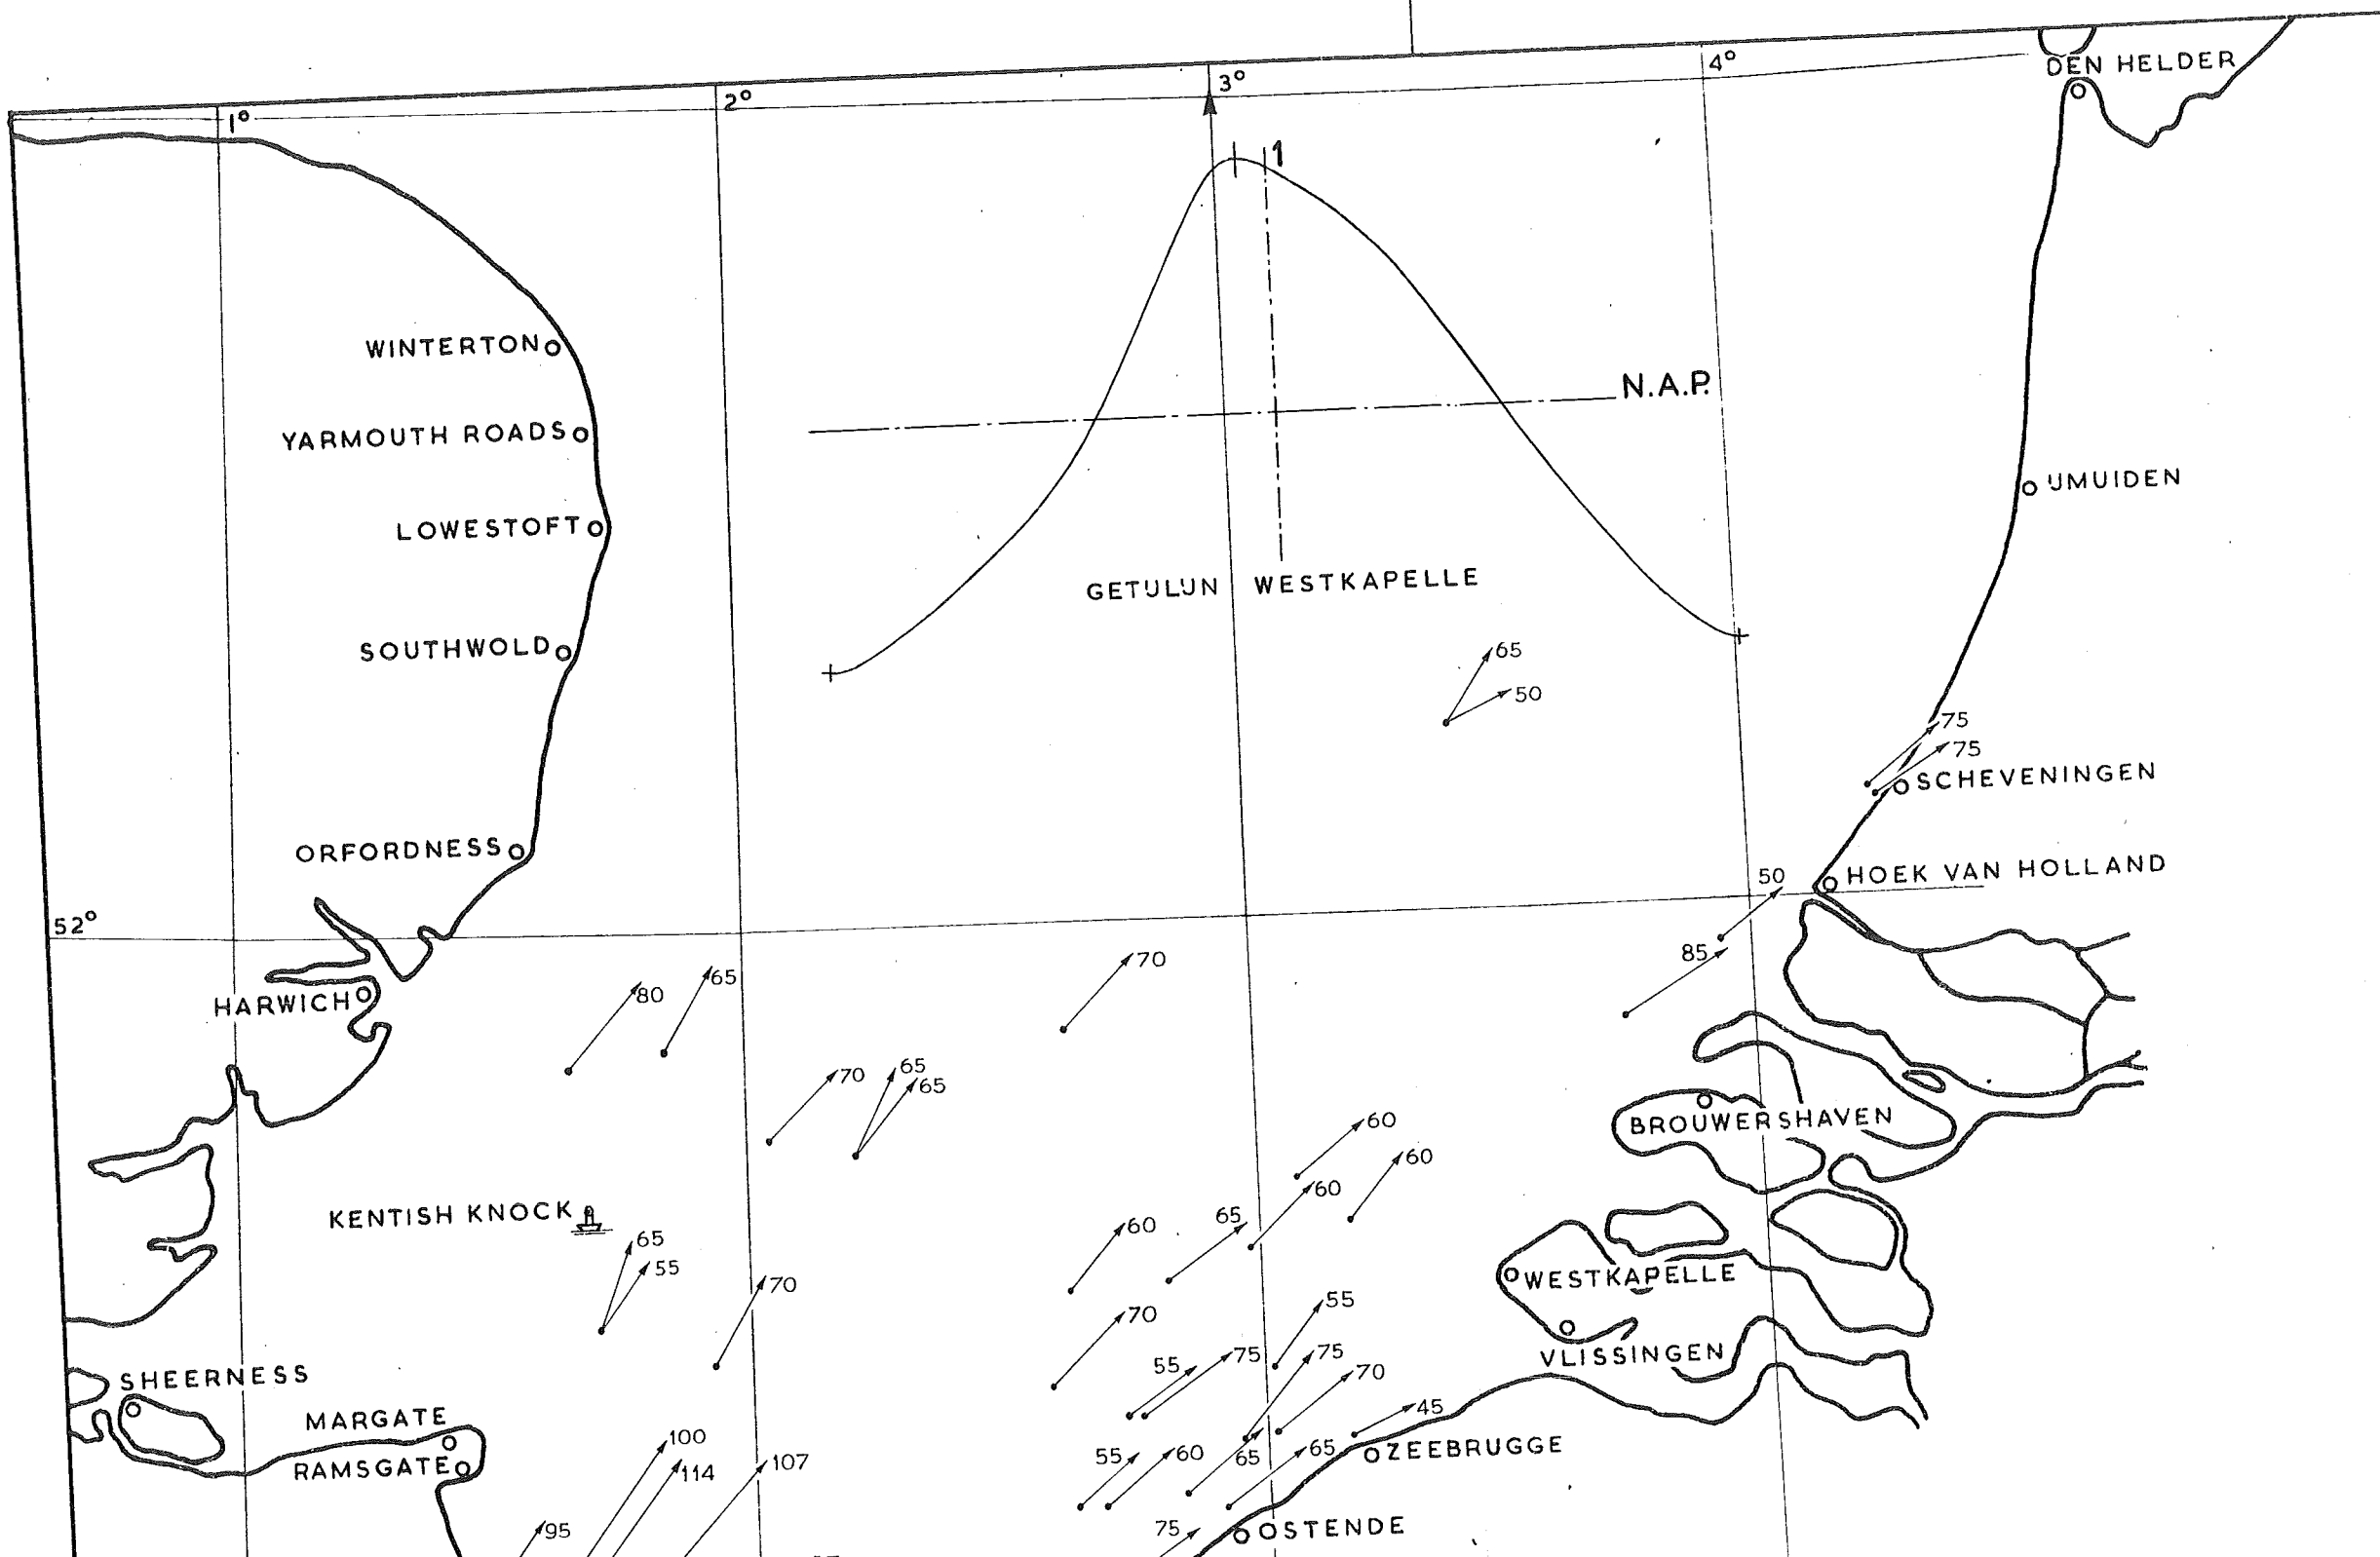 1°
2°
3°
4°
DEN HELDER
1
WINTERTON
N.A.P.
YARMOUTH ROADS
IJMUIDEN
LOWESTOFT
GETIJLIJN WESTKAPELLE
SOUTHWOLD
65
50
75
75
SCHEVENINGEN
ORFORDNESS
50
HOEK VAN HOLLAND
52°
70
85
65
80
HARWICH
70
65
65
BROUWERSHAVEN
60
60
60
KENTISH KNOCK
65
60
65
55
WESTKAPELLE
70
55
70
75
75
VLISSINGEN
55
70
SHEERNESS
45
MARGATE
100
ZEEBRUGGE
RAMSGATE
114
107
55
60
65
65
95
75
OSTENDE